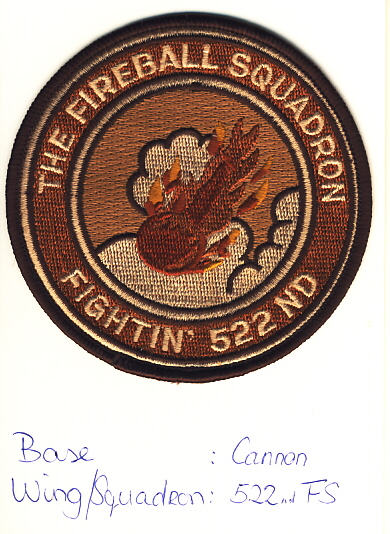 THE FIREBALL SQUADRON
FIGHTIN' 522 ND
Base : Cannon
Wing/Squadron: 522nd FS